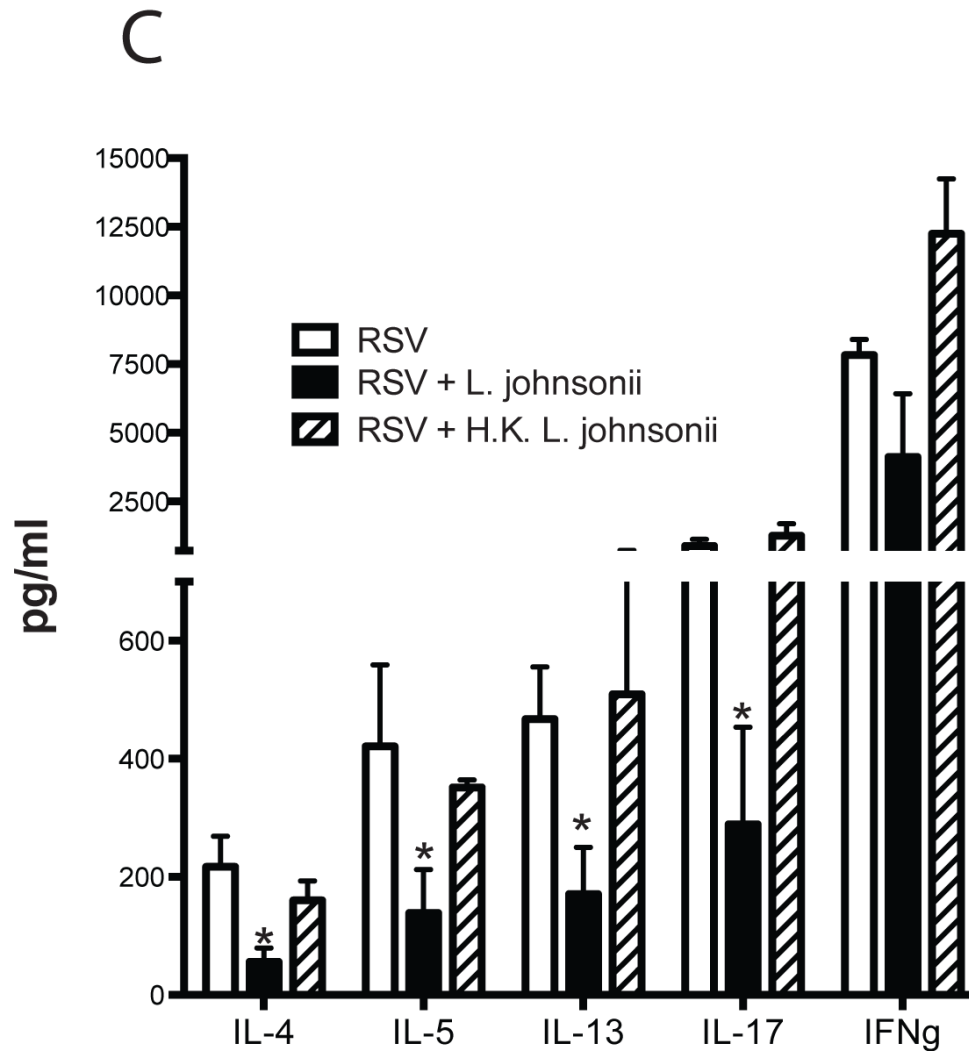 C
15000
12500
10000
7500
5000
2500
600
400
200
0
pg/ml
RSV
RSV + L. johnsonii
RSV + H.K. L. johnsonii
*
*
*
*
IL-4 IL-5 IL-13 IL-17 IFNg